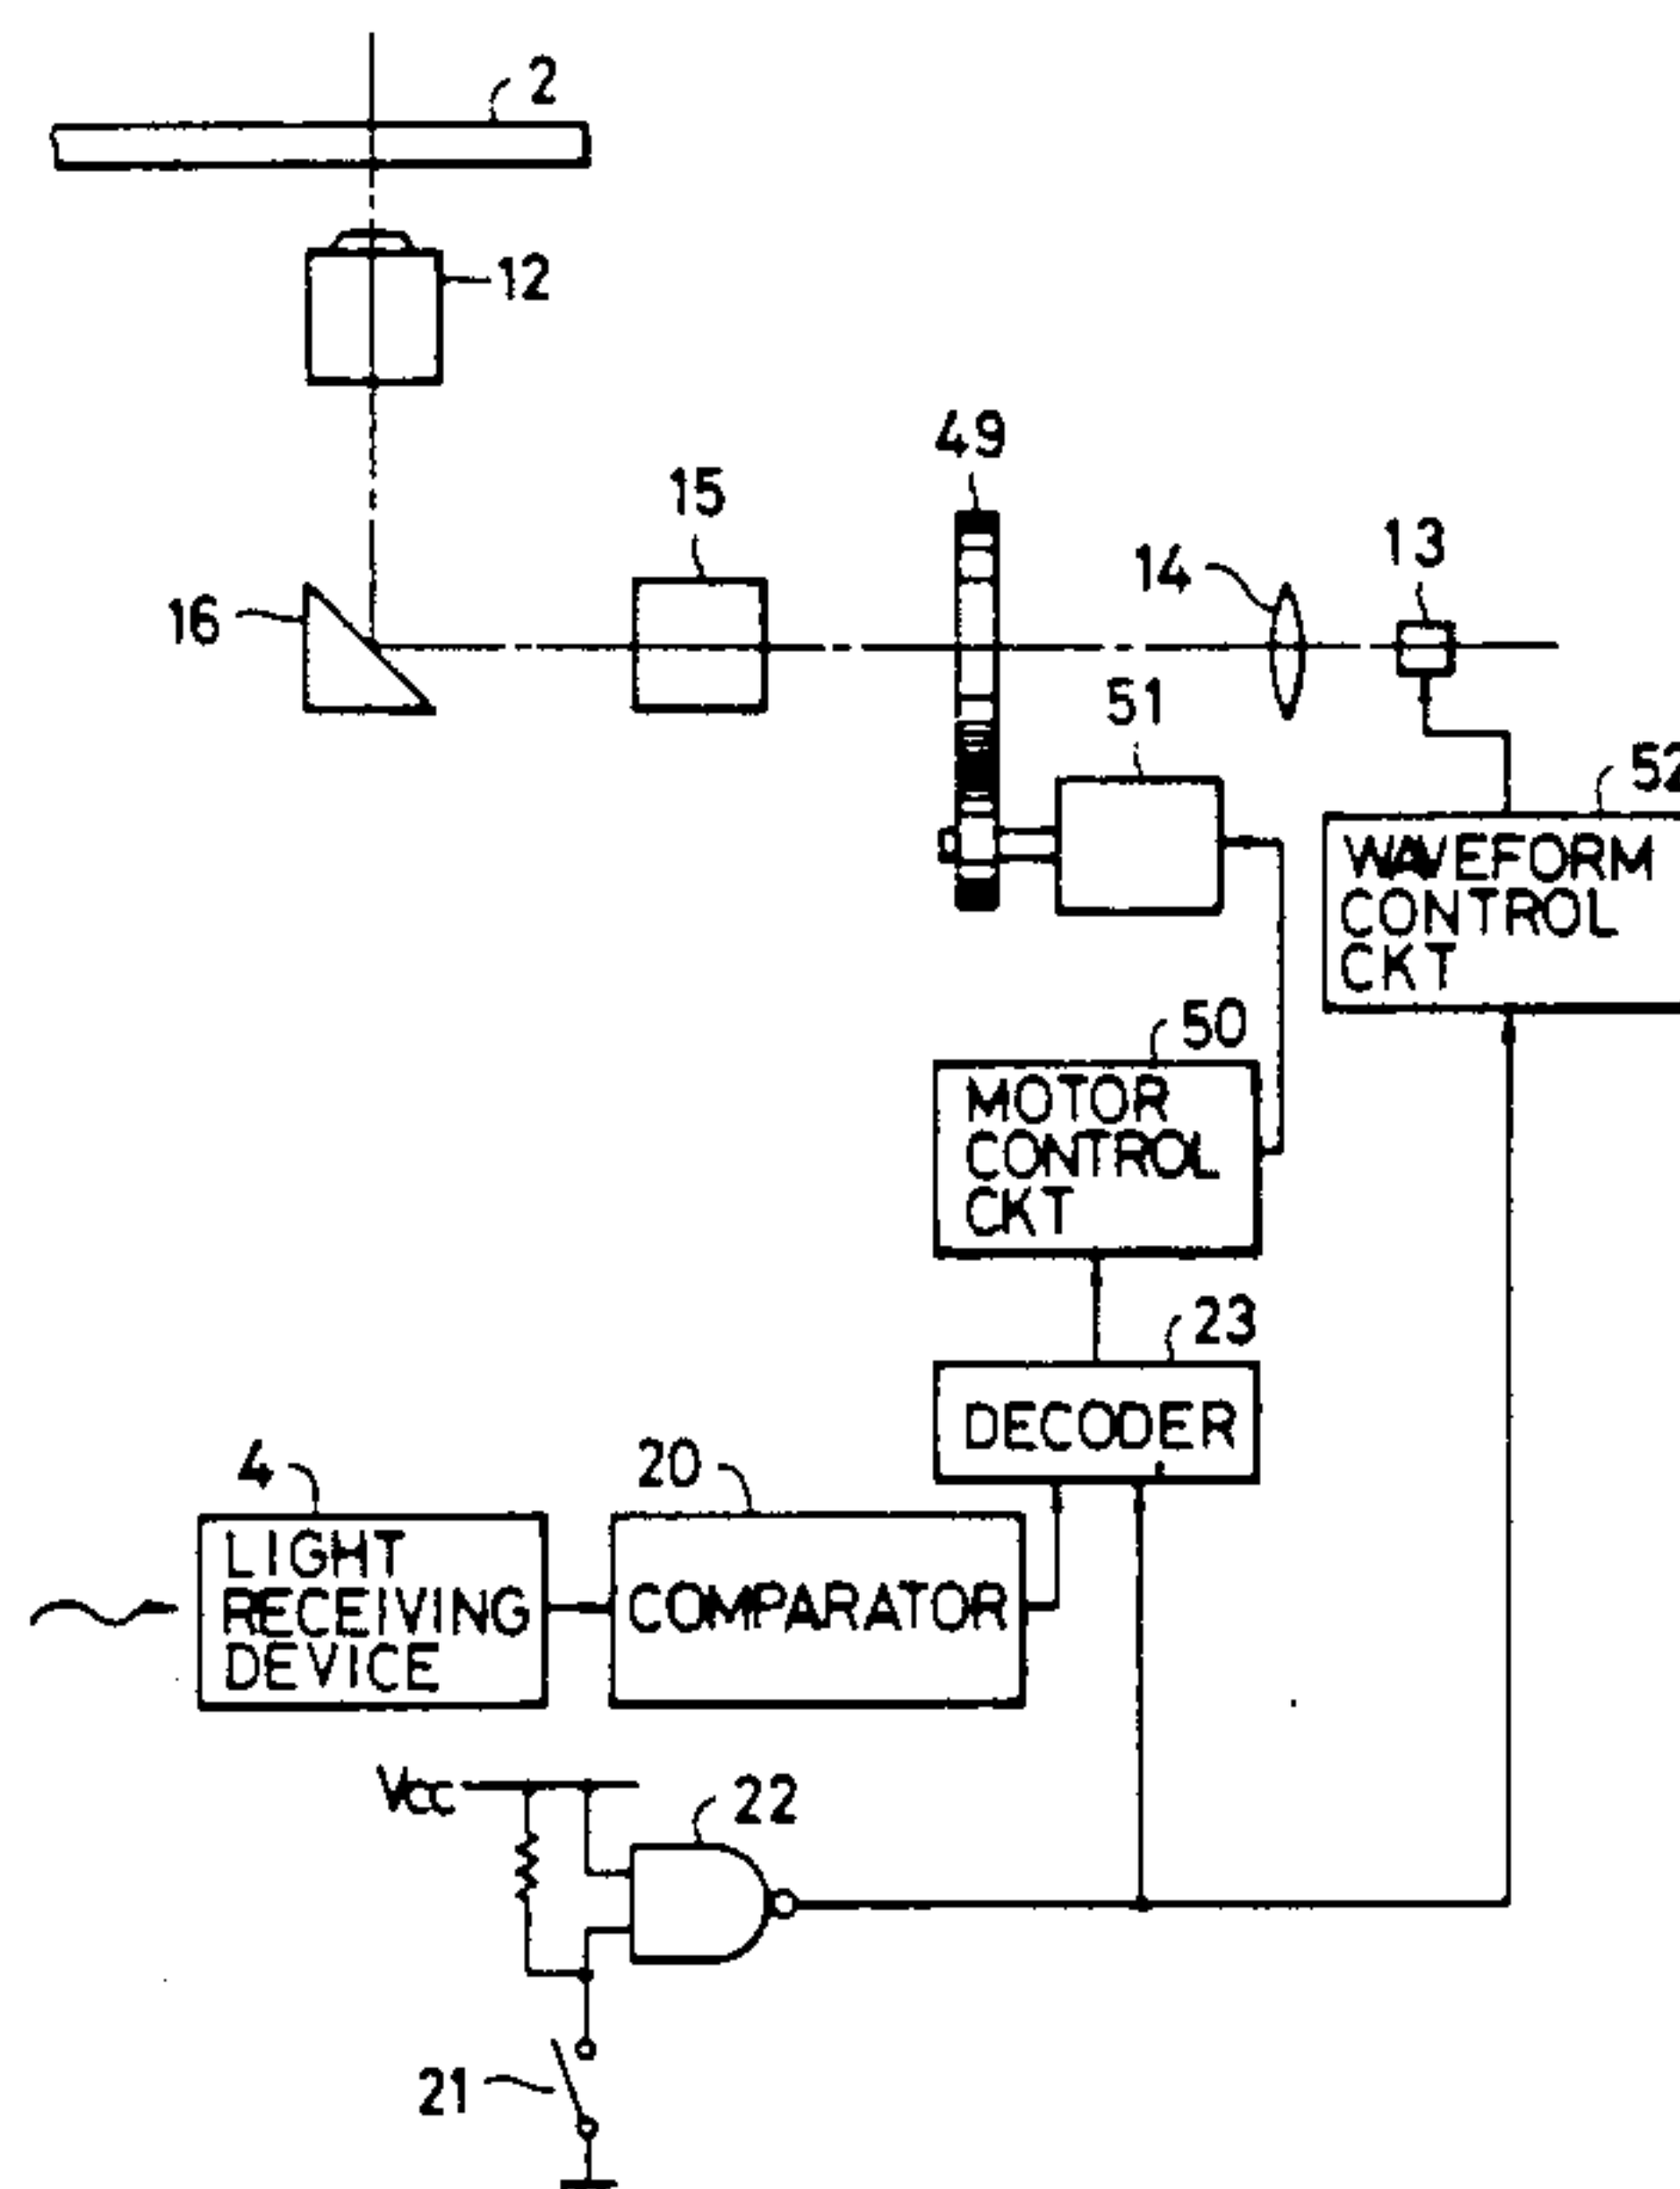 2
12
49
15
13
14
16
51
52
WAVEFORM
CONTROL
CKT
50
MOTOR
CONTROL
CKT
23
DECODER
4
20
LIGHT
RECEIVING
DEVICE
COMPARATOR
Vcc
22
21